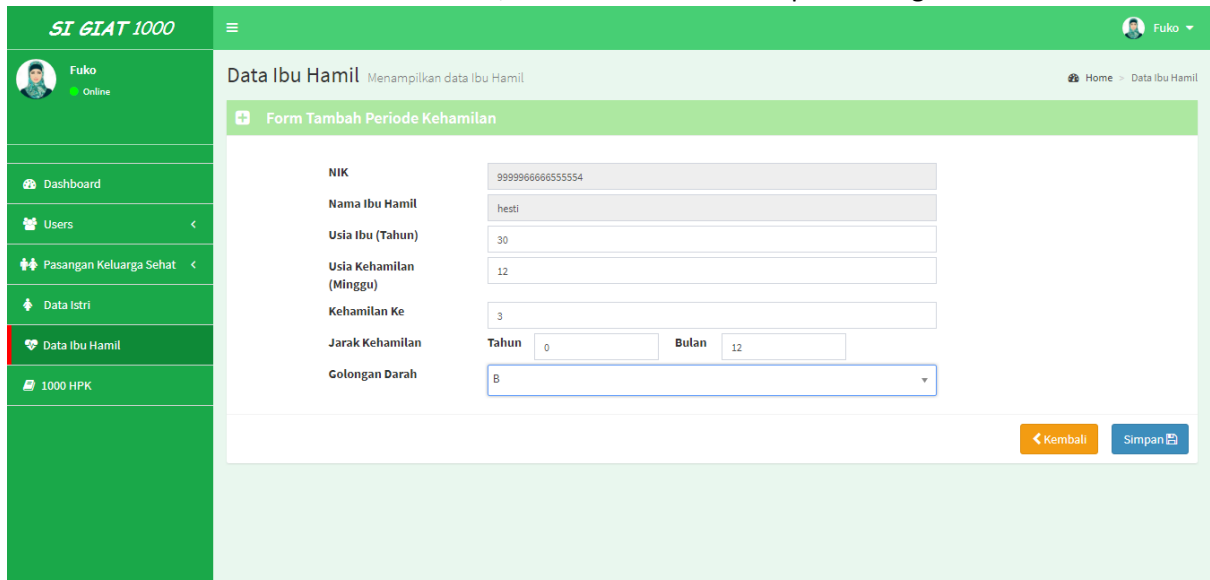 SI GIAT 1000
Fuko
Fuko
Online
Data Ibu Hamil Menampilkan data Ibu Hamil
Home > Data Ibu Hamil
Form Tambah Periode Kehamilan
Dashboard
Users
Pasangan Keluarga Sehat
Data Istri
Data Ibu Hamil
1000 HPK
NIK 9999966666555554
Nama Ibu Hamil hesti
Usia Ibu (Tahun) 30
Usia Kehamilan 12
(Minggu)
Kehamilan Ke 3
Jarak Kehamilan Tahun 0 Bulan 12
Golongan Darah B
Kembali Simpan